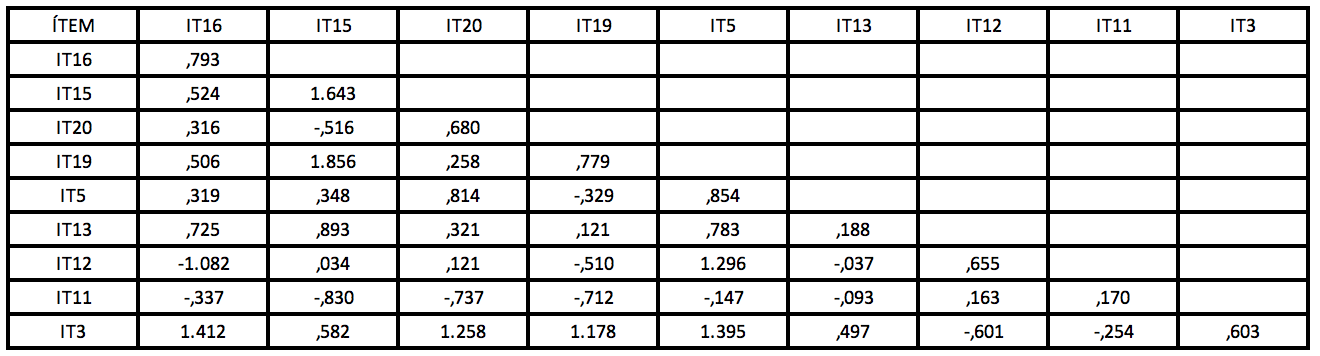 ÍTEM IT16 IT15 IT20 IT19 IT5 IT13 IT12 IT11 IT3
IT16 ,793
IT15 ,524 1.643
IT20 ,316 -,516 ,680
IT19 ,506 1.856 ,258 ,779
IT5 ,319 ,348 ,814 -,329 ,854
IT13 ,725 ,893 ,321 ,121 ,783 ,188
IT12 -1.082 ,034 ,121 -,510 1.296 -,037 ,655
IT11 -,337 -,830 -,737 -,712 -,147 -,093 ,163 ,170
IT3 1.412 ,582 1.258 1.178 1.395 ,497 -,601 -,254 ,603